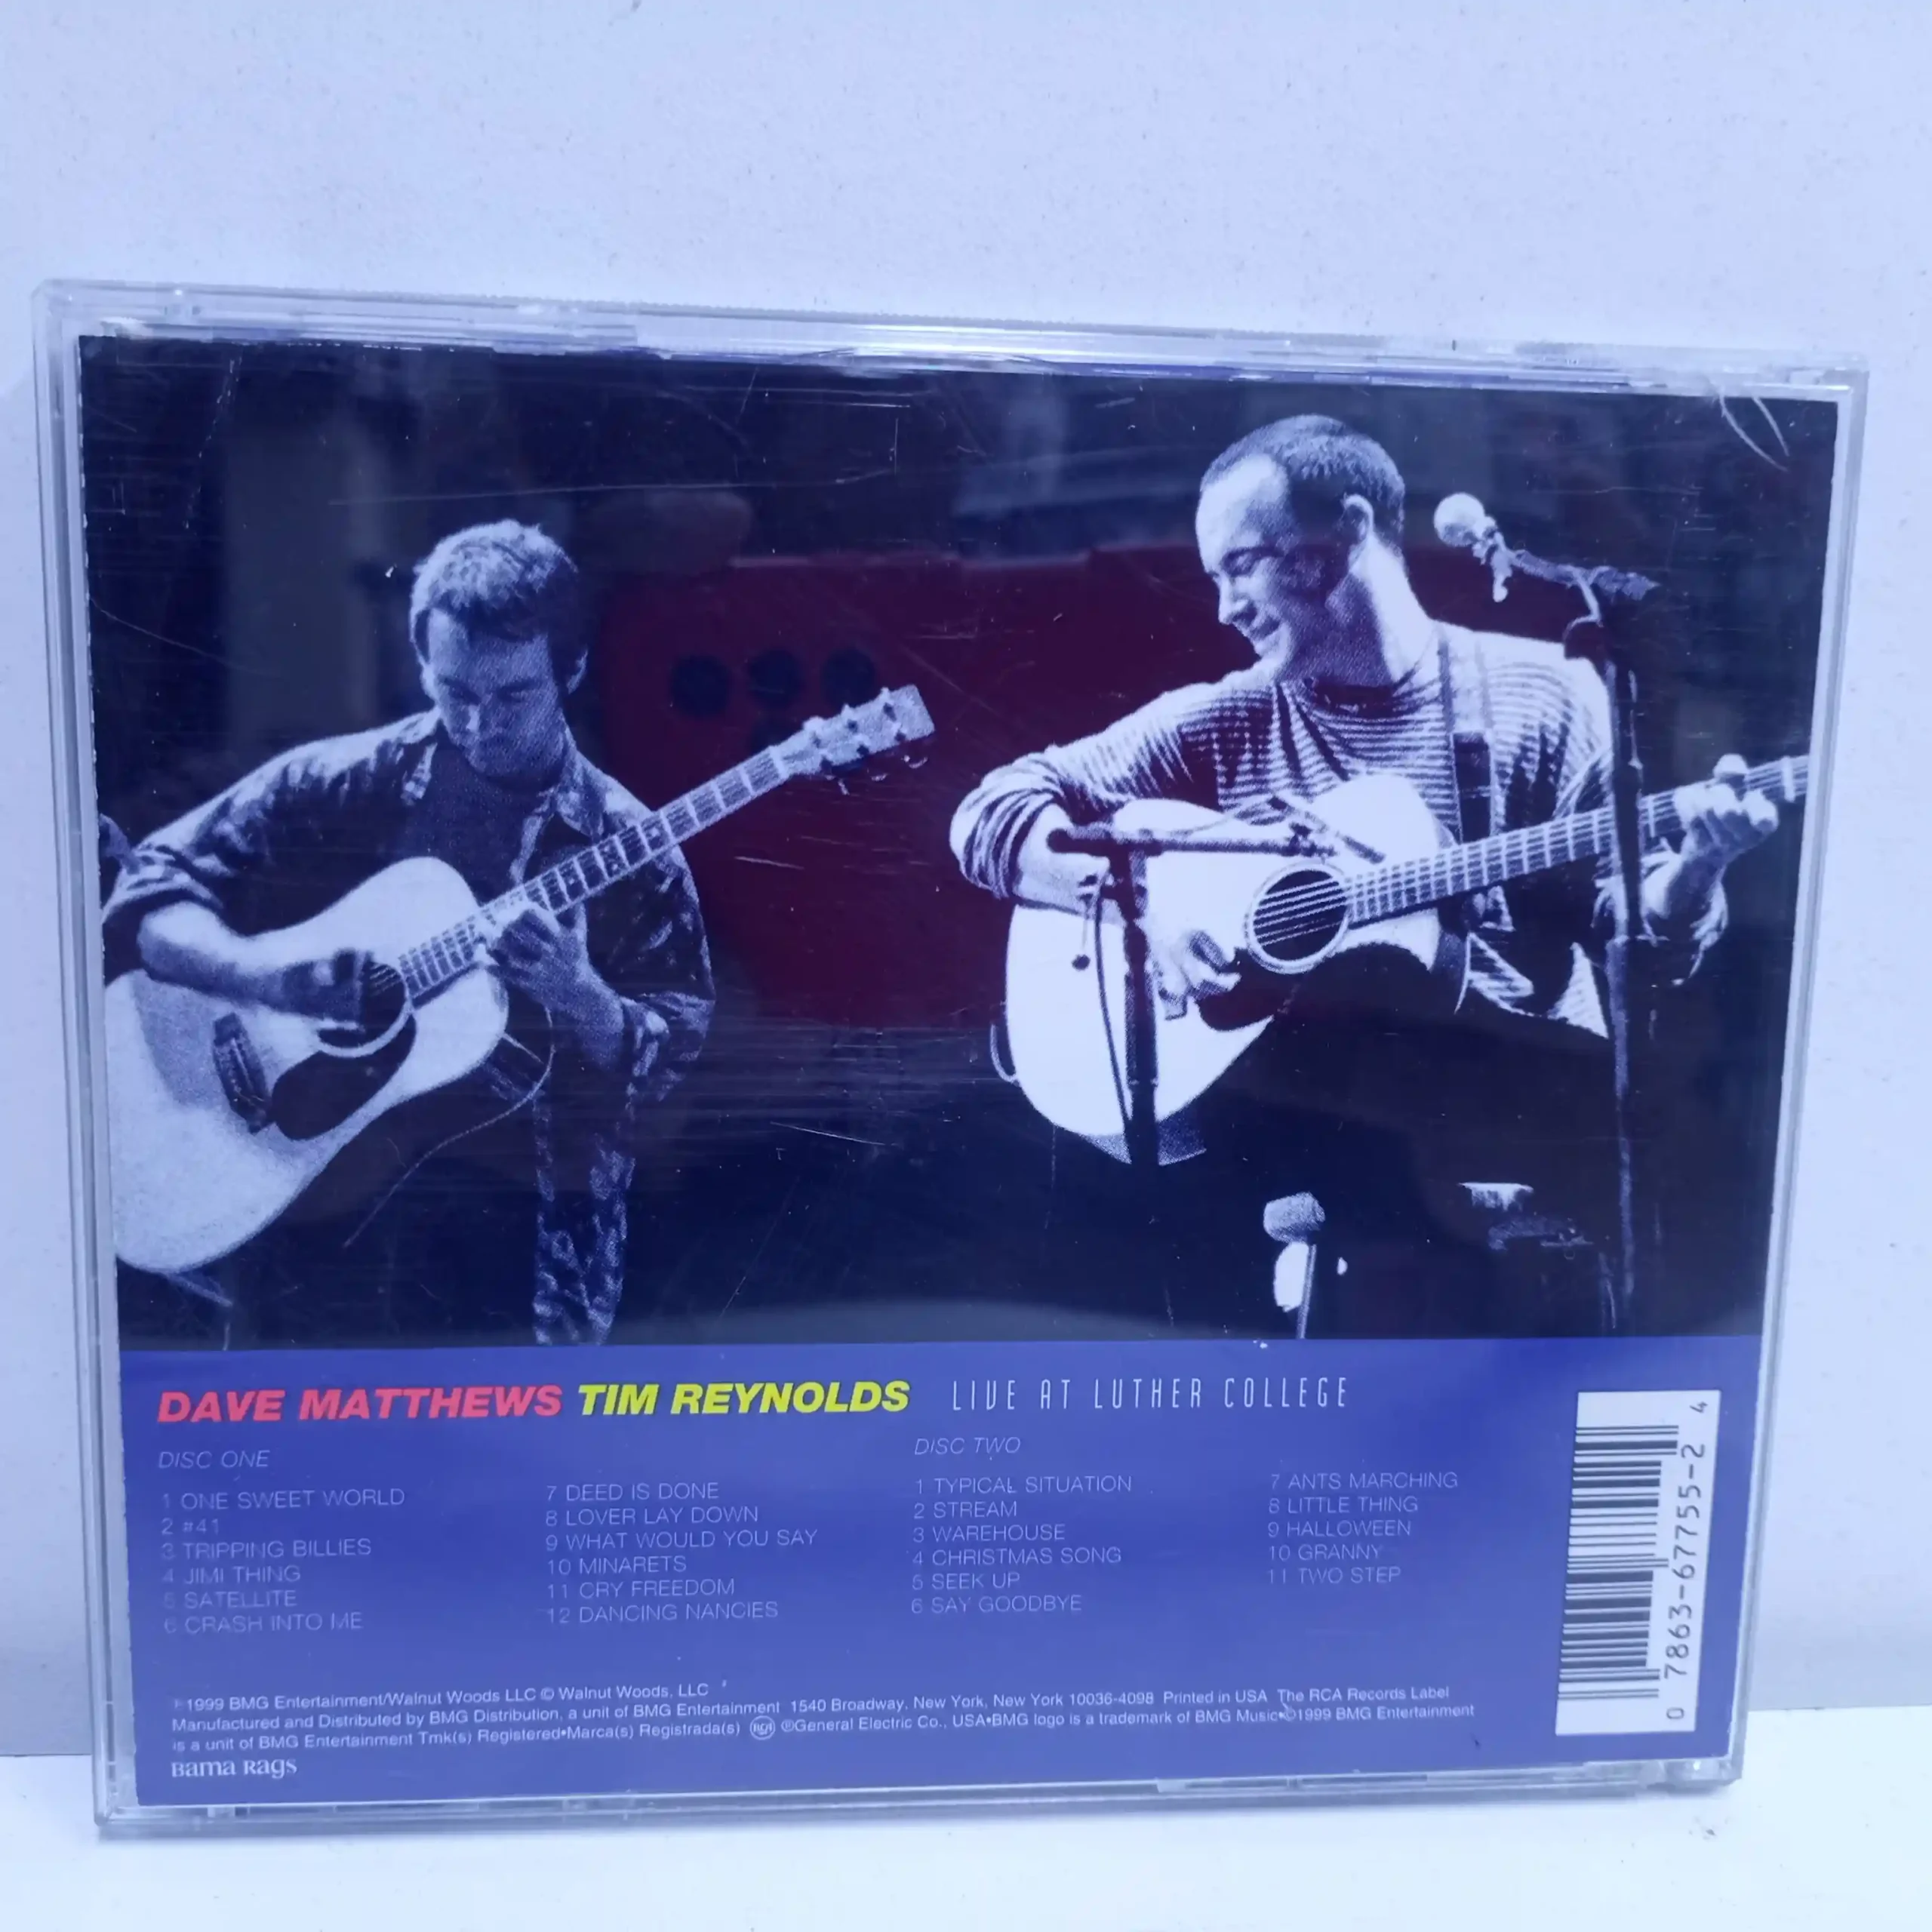 DAVE MATTHEWS TIM REYNOLDS LIVE AT LUTHER COLLEGE
DISC ONE
1 ONE SWEET WORLD
2 #41
3 TRIPPING BILLIES
4 JIMI THING
5 SATELLITE
6 CRASH INTO ME
7 DEED IS DONE
8 LOVER LAY DOWN
9 WHAT WOULD YOU SAY
10 MINARETS
11 CRY FREEDOM
12 DANCING NANCIES
DISC TWO
1 TYPICAL SITUATION
2 STREAM
3 WAREHOUSE
4 CHRISTMAS SONG
5 SEEK UP
6 SAY GOODBYE
7 ANTS MARCHING
8 LITTLE THING
9 HALLOWEEN
10 GRANNY
11 TWO STEP
℗1999 BMG Entertainment/Walnut Woods LLC © Walnut Woods, LLC
Manufactured and Distributed by BMG Distribution, a unit of BMG Entertainment 1540 Broadway, New York, New York 10036-4098 Printed in USA The RCA Records Label
is a unit of BMG Entertainment Tmk(s) Registered•Marca(s) Registrada(s) RCA ®General Electric Co., USA•BMG logo is a trademark of BMG Music•©1999 BMG Entertainment
Bama Rags
0 7863-67755-2 4